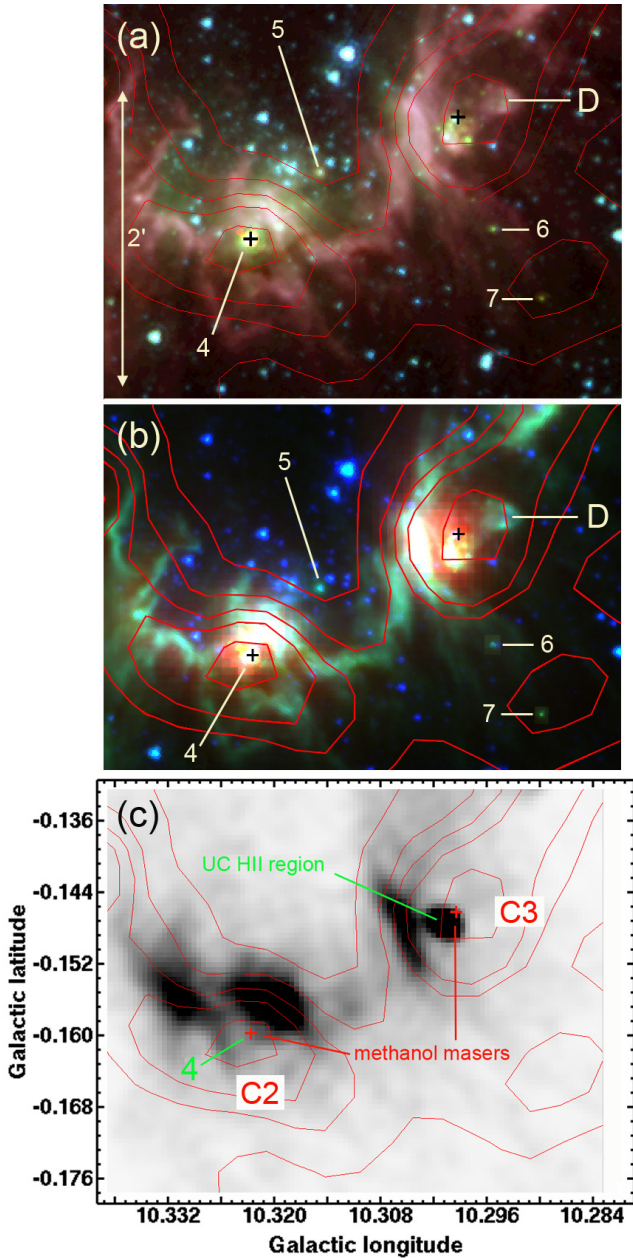 (a)
5
D
2'
6
7
4
(b)
5
D
6
7
4
(c)
-0.136
-0.144
-0.152
-0.160
-0.168
-0.176
Galactic latitude
UC HII region
C3
methanol masers
4
C2
10.332
10.320
10.308
10.296
10.284
Galactic longitude